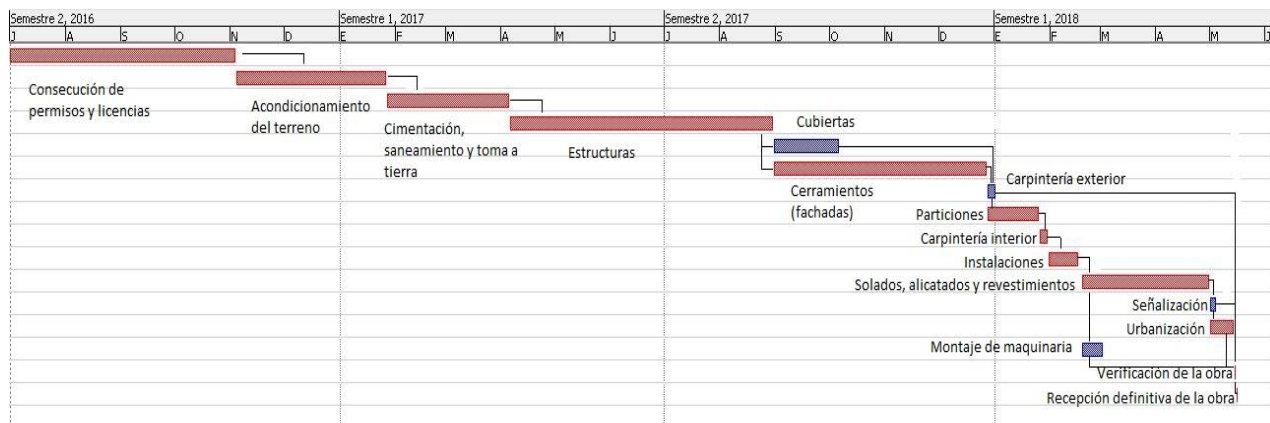 Semestre 2, 2016 Semestre 1, 2017 Semestre 2, 2017 Semestre 1, 2018
J A S O N D E F M A M J J A S O N D E F M A M J
Consecución de
permisos y licencias
Acondicionamiento
del terreno
Cimentación,
saneamiento y toma a
tierra
Estructuras
Cubiertas
Cerramientos
(fachadas)
Carpintería exterior
Particiones
Carpintería interior
Instalaciones
Solados, alicatados y revestimientos
Señalización
Urbanización
Montaje de maquinaria
Verificación de la obra
Recepción definitiva de la obra